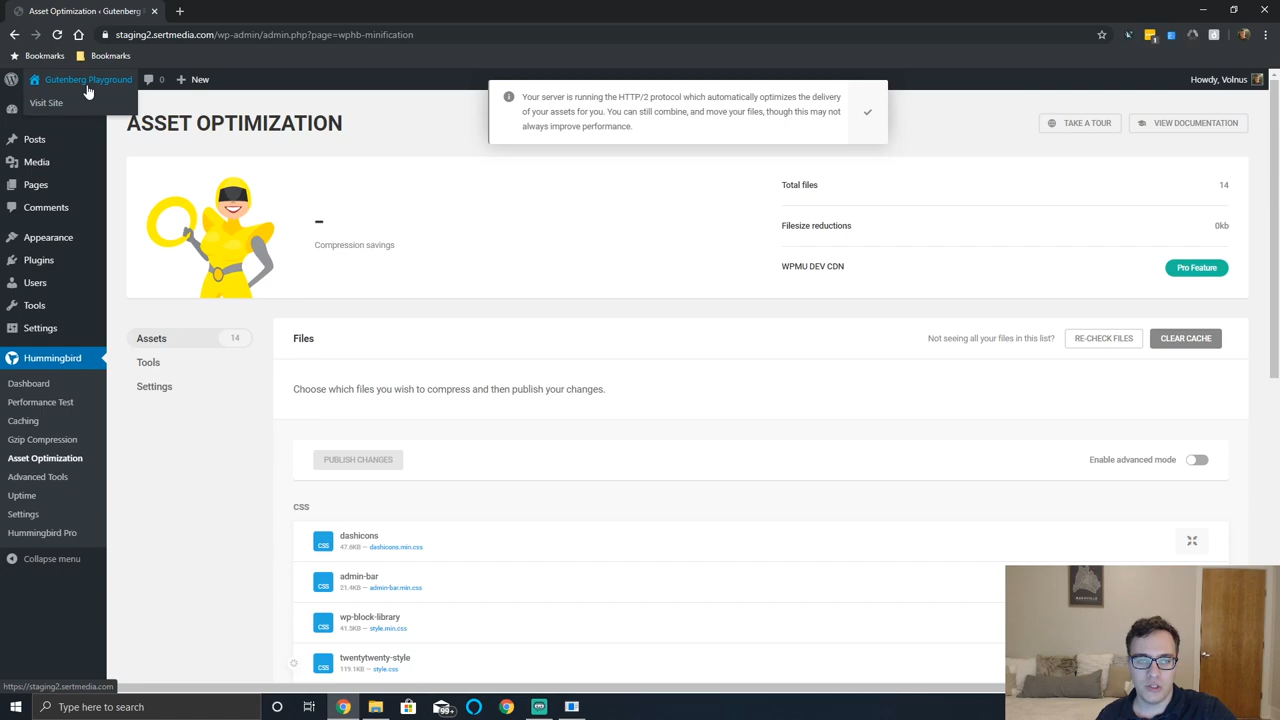 Asset Optimization ‹ Gutenberg
staging2.sertmedia.com/wp-admin/admin.php?page=wphb-minification
Bookmarks
Bookmarks
Gutenberg Playground
0
New
Howdy, Volnus
Visit Site
Your server is running the HTTP/2 protocol which automatically optimizes the delivery
of your assets for you. You can still combine, and move your files, though this may not
always improve performance.
ASSET OPTIMIZATION
TAKE A TOUR
VIEW DOCUMENTATION
Posts
Media
Pages
Comments
Appearance
Plugins
Users
Tools
Settings
Hummingbird
Dashboard
Performance Test
Caching
Gzip Compression
Asset Optimization
Advanced Tools
Uptime
Settings
Hummingbird Pro
Collapse menu
-
Compression savings
Total files 14
Filesize reductions 0kb
WPMU DEV CDN Pro Feature
Assets 14
Tools
Settings
Files
Not seeing all your files in this list?
RE-CHECK FILES
CLEAR CACHE
Choose which files you wish to compress and then publish your changes.
PUBLISH CHANGES
Enable advanced mode
CSS
CSS
dashicons
47.6KB — dashicons.min.css
CSS
admin-bar
21.4KB — admin-bar.min.css
CSS
wp-block-library
41.5KB — style.min.css
CSS
twentytwenty-style
119.1KB — style.css
https://staging2.sertmedia.com
Type here to search
99+